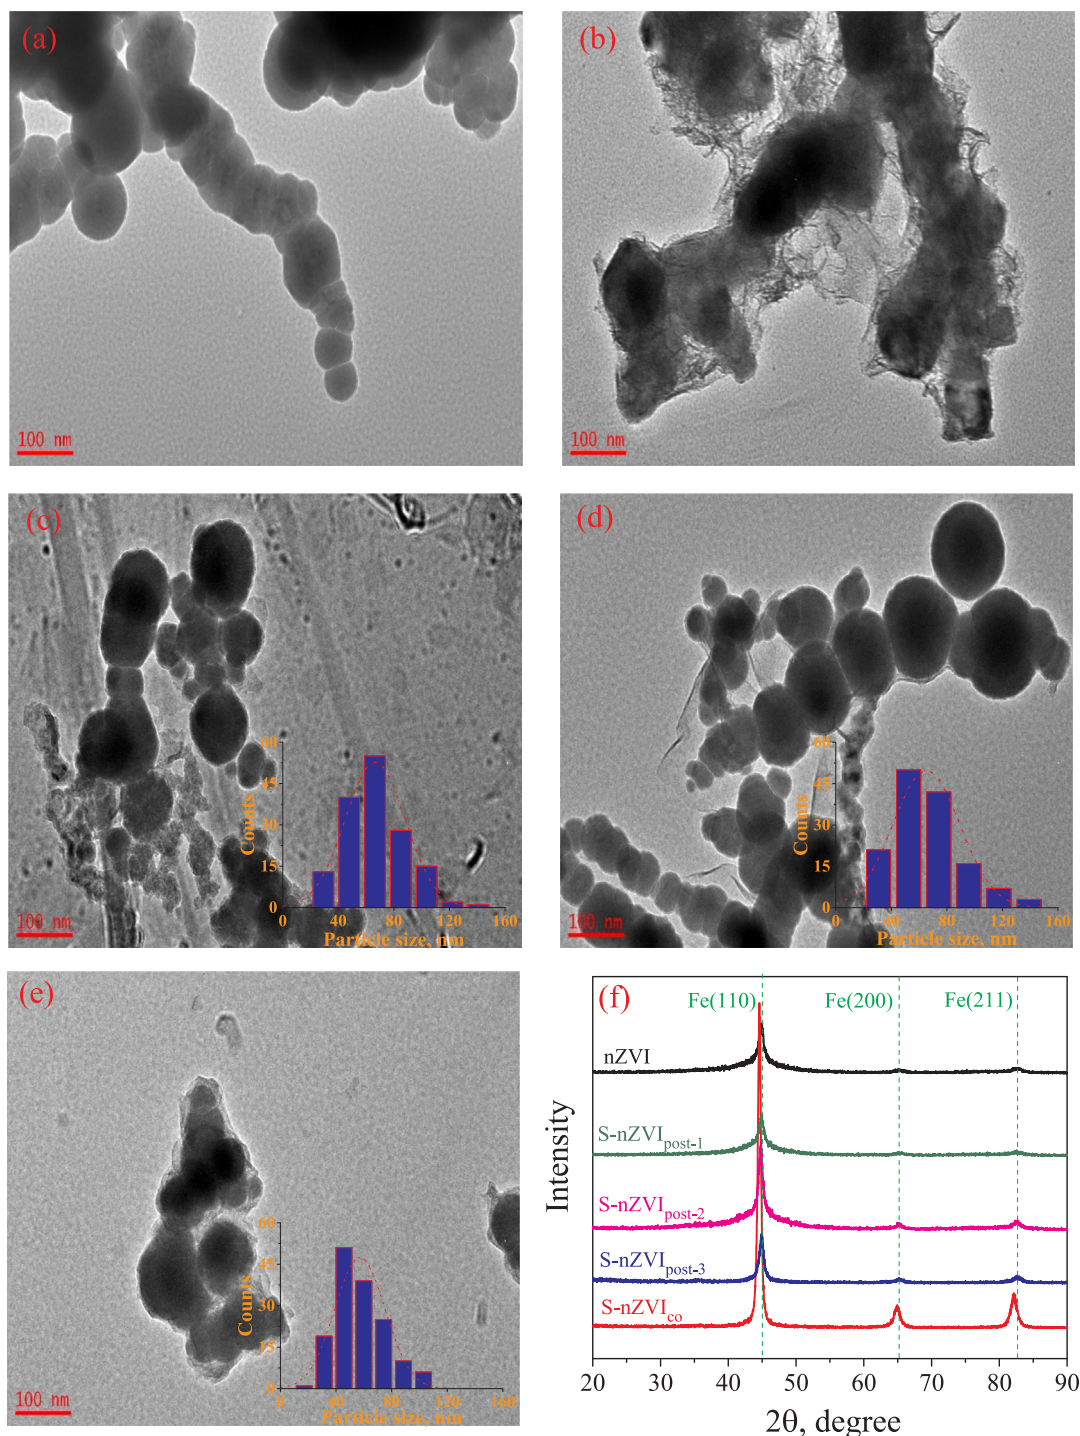 (a)
100 nm
(b)
100 nm
(c)
100 nm
60
45
30
15
0
Counts
0 40 80 120 160
Particle size, nm
(d)
100 nm
60
45
30
15
0
Counts
0 40 80 120 160
Particle size, nm
(e)
100 nm
60
45
30
15
0
Counts
0 40 80 120 160
Particle size, nm
(f)
Fe(110) Fe(200) Fe(211)
nZVI
S-nZVIpost-1
S-nZVIpost-2
S-nZVIpost-3
S-nZVIco
Intensity
20 30 40 50 60 70 80 90
2θ, degree